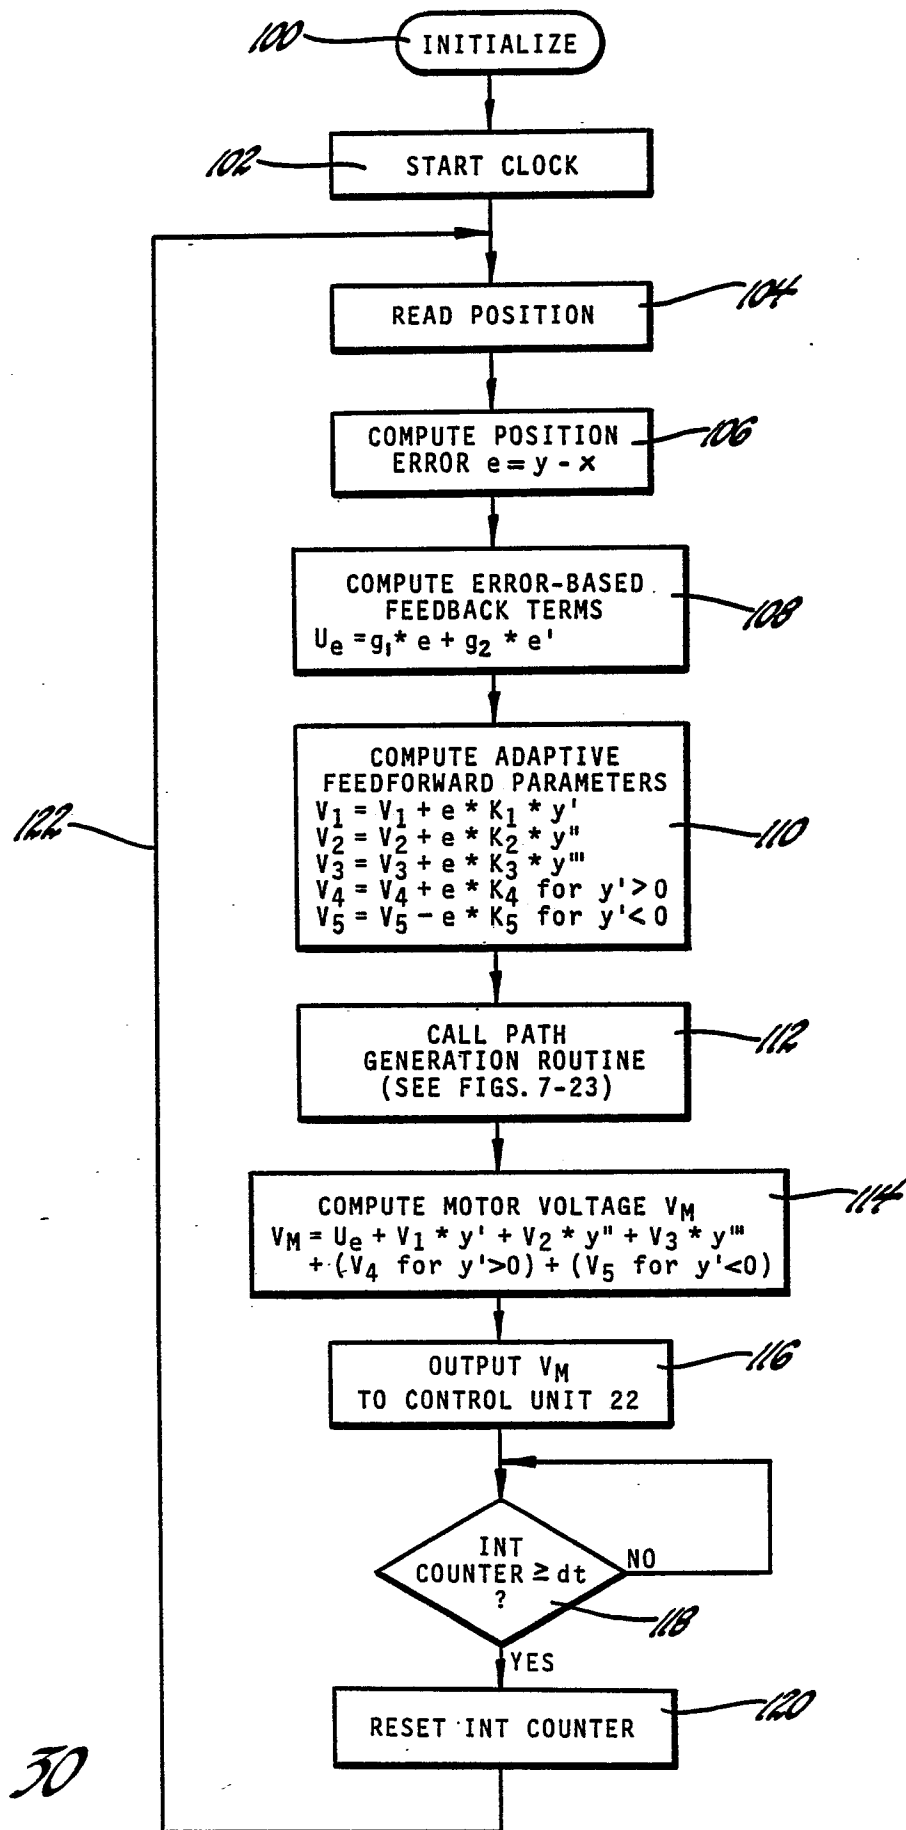 100
INITIALIZE
102
START CLOCK
104
READ POSITION
106
COMPUTE POSITION
ERROR e = y - x
108
COMPUTE ERROR-BASED
FEEDBACK TERMS
Ue = g1* e + g2 * e'
110
COMPUTE ADAPTIVE
FEEDFORWARD PARAMETERS
V1 = V1 + e * K1 * y'
V2 = V2 + e * K2 * y"
V3 = V3 + e * K3 * y'''
V4 = V4 + e * K4 for y'>0
V5 = V5 - e * K5 for y'<0
122
112
CALL PATH
GENERATION ROUTINE
(SEE FIGS. 7-23)
114
COMPUTE MOTOR VOLTAGE VM
VM = Ue + V1 * y' + V2 * y" + V3 * y'''
+ (V4 for y'>0) + (V5 for y'<0)
116
OUTPUT VM
TO CONTROL UNIT 22
INT
COUNTER ≥ dt
?
NO
118
YES
120
RESET INT COUNTER
30